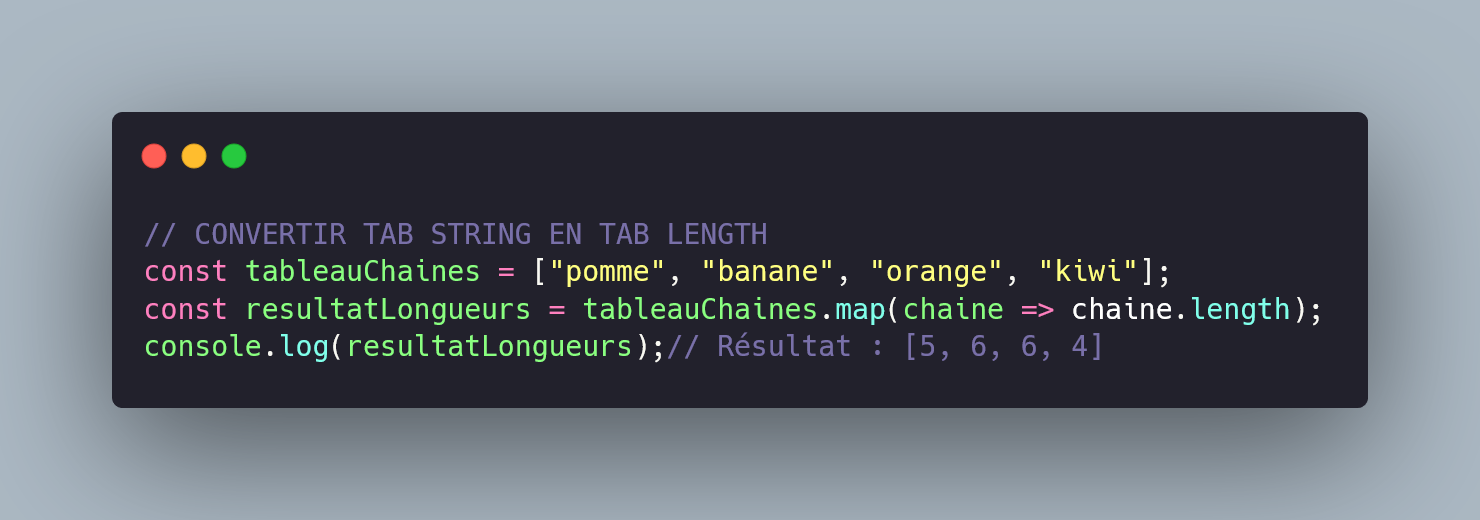 // CONVERTIR TAB STRING EN TAB LENGTH
const tableauChaines = ["pomme", "banane", "orange", "kiwi"];
const resultatLongueurs = tableauChaines.map(chaine => chaine.length);
console.log(resultatLongueurs);// Résultat : [5, 6, 6, 4]